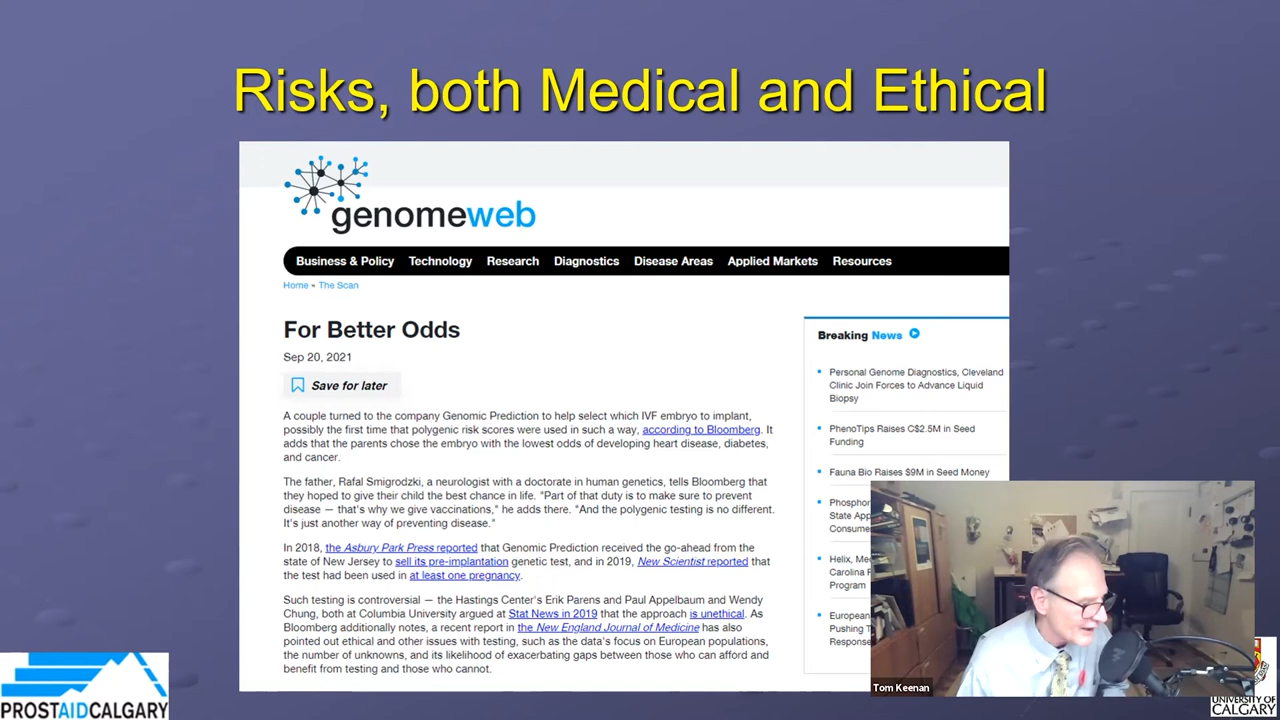 Risks, both Medical and Ethical
genomeweb
Business & Policy Technology Research Diagnostics Disease Areas Applied Markets Resources
Home » The Scan
For Better Odds
Sep 20, 2021
Save for later
A couple turned to the company Genomic Prediction to help select which IVF embryo to implant,
possibly the first time that polygenic risk scores were used in such a way, according to Bloomberg. It
adds that the parents chose the embryo with the lowest odds of developing heart disease, diabetes,
and cancer.
The father, Rafal Smigrodzki, a neurologist with a doctorate in human genetics, tells Bloomberg that
they hoped to give their child the best chance in life. "Part of that duty is to make sure to prevent
disease — that's why we give vaccinations," he adds there. "And the polygenic testing is no different.
It's just another way of preventing disease."
In 2018, the Asbury Park Press reported that Genomic Prediction received the go-ahead from the
state of New Jersey to sell its pre-implantation genetic test, and in 2019, New Scientist reported that
the test had been used in at least one pregnancy.
Such testing is controversial — the Hastings Center's Erik Parens and Paul Appelbaum and Wendy
Chung, both at Columbia University argued at Stat News in 2019 that the approach is unethical. As
Bloomberg additionally notes, a recent report in the New England Journal of Medicine has also
pointed out ethical and other issues with testing, such as the data's focus on European populations,
the number of unknowns, and its likelihood of exacerbating gaps between those who can afford and
benefit from testing and those who cannot.
Breaking News
Personal Genome Diagnostics, Cleveland
Clinic Join Forces to Advance Liquid
Biopsy
PhenoTips Raises C$2.5M in Seed
Funding
Fauna Bio Raises $9M in Seed Money
Phosphor
State App
Consume
Helix, Me
Carolina F
Program
European
Pushing T
Response
Tom Keenan
PROSTAIDCALGARY
UNIVERSITY OF
CALGARY